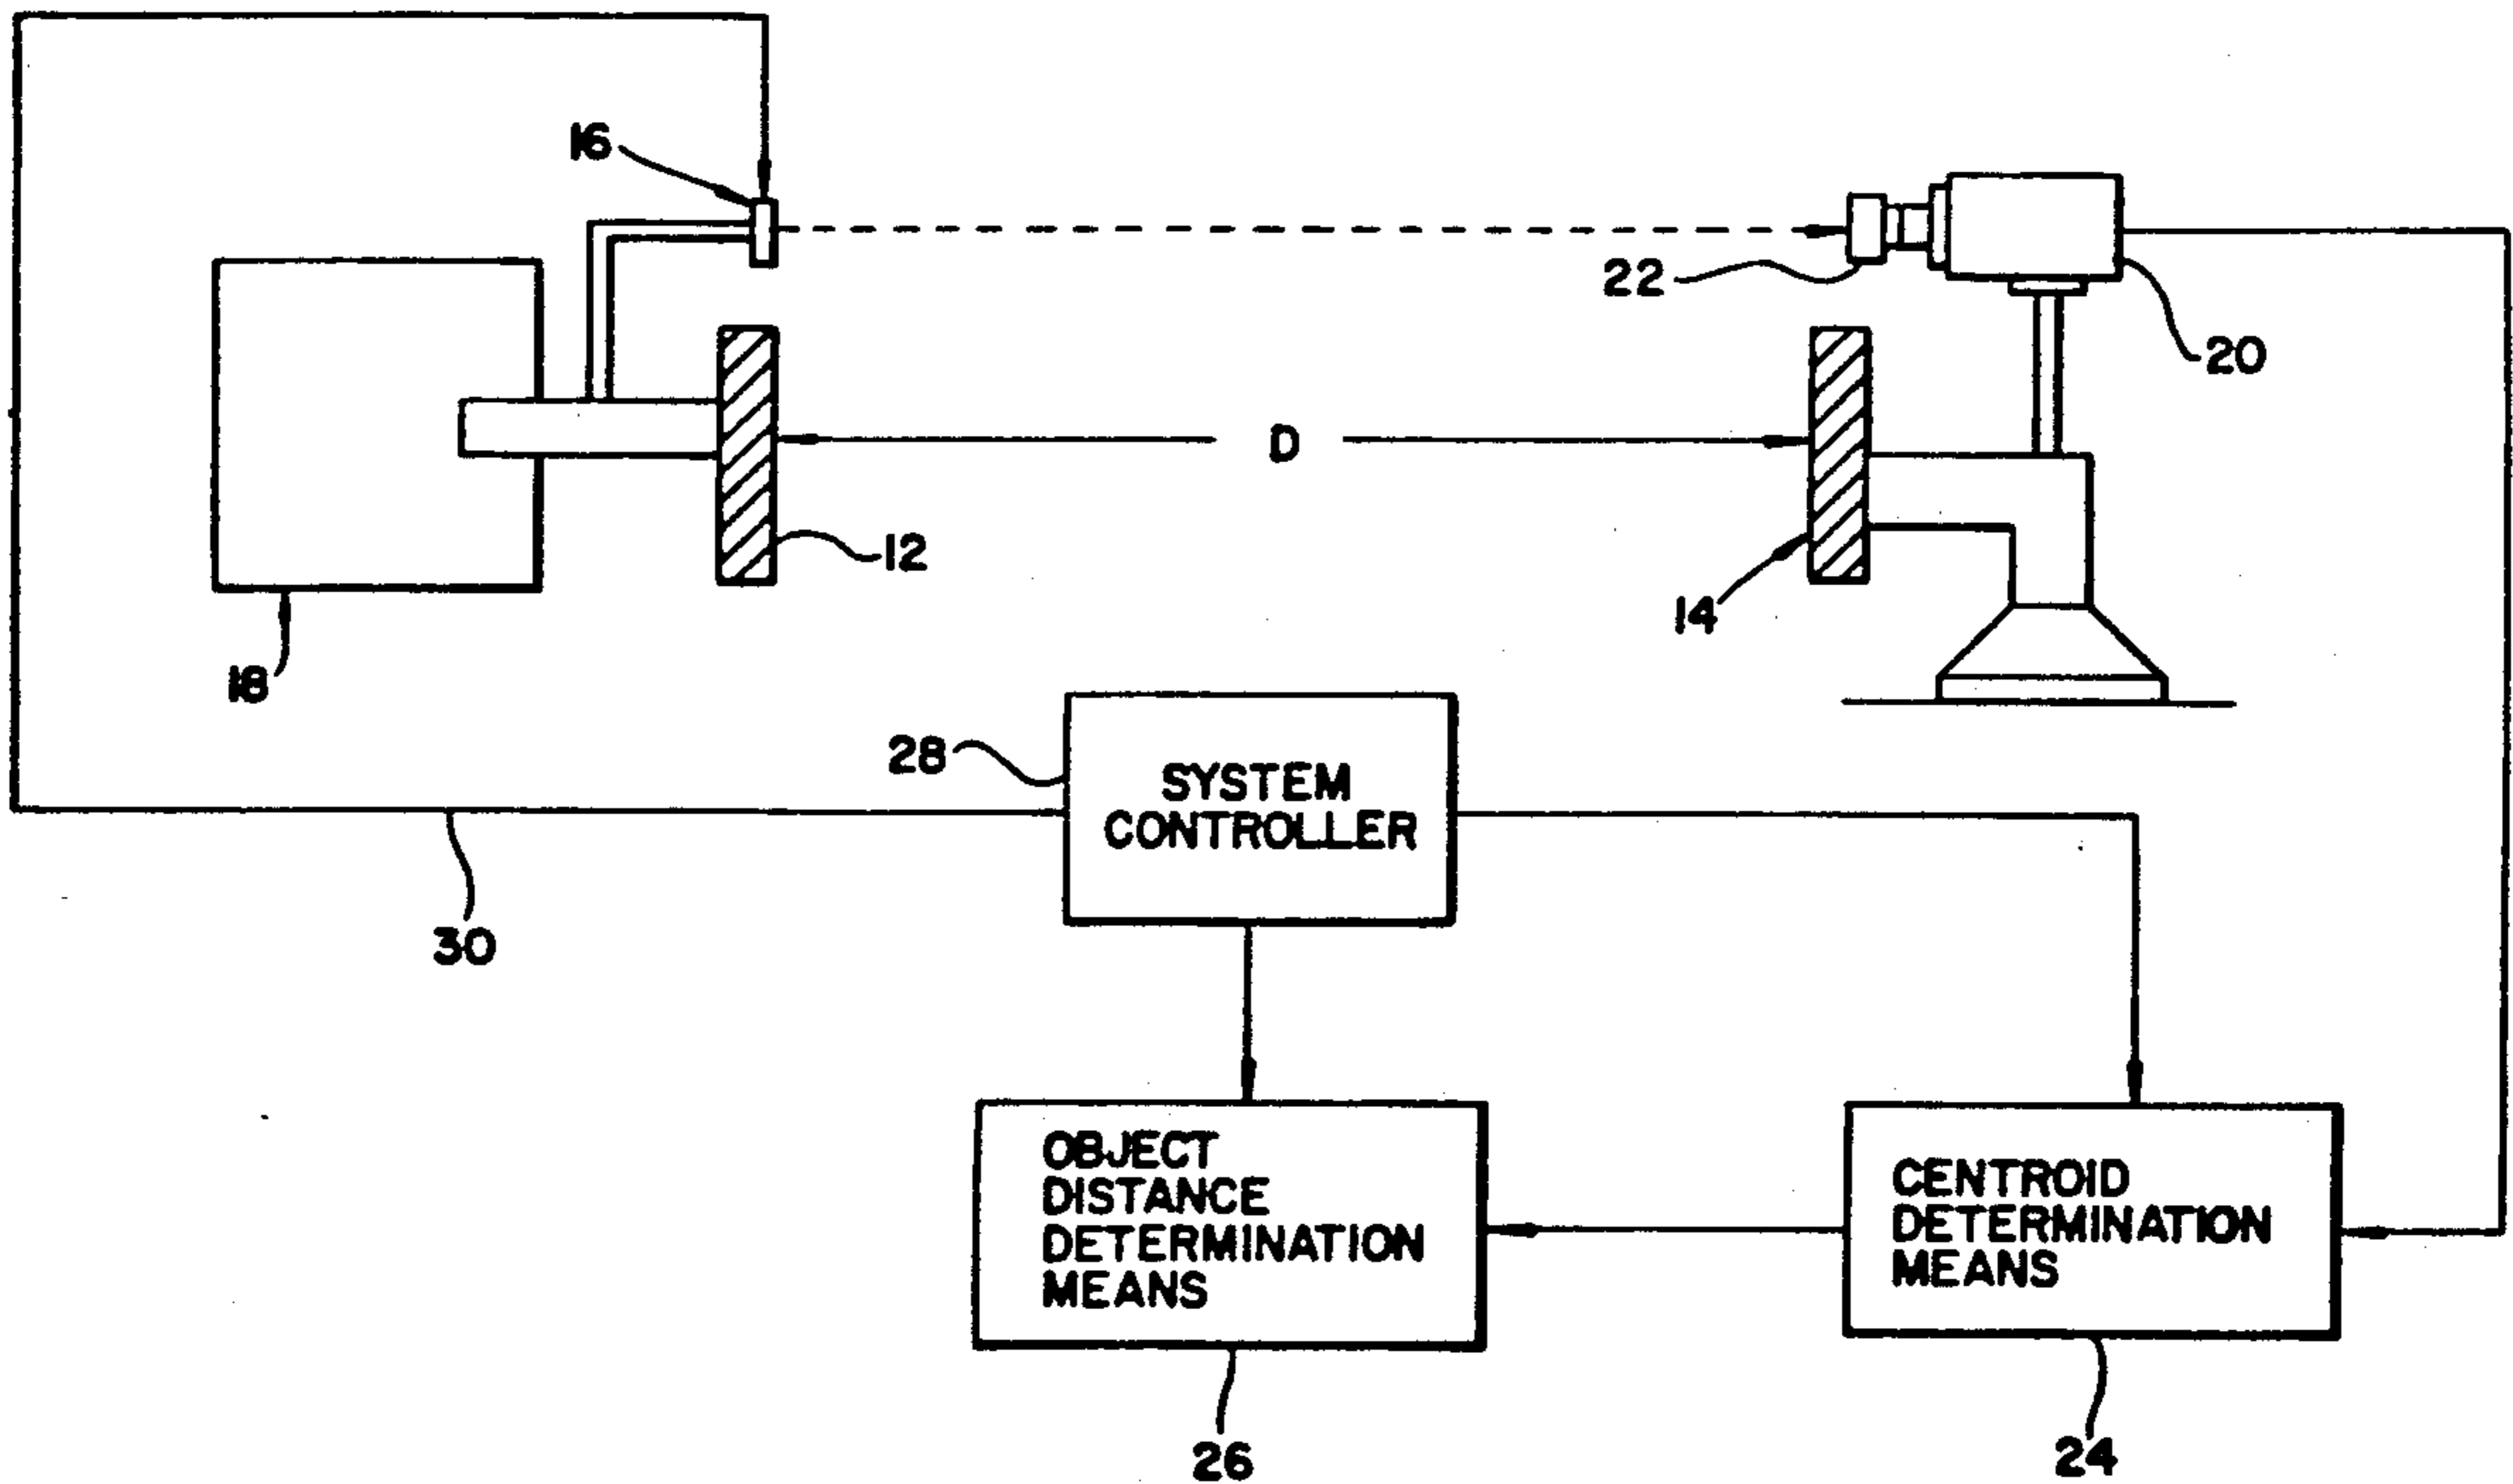 16
22
20
D
12
14
18
28
SYSTEM
CONTROLLER
30
OBJECT
DISTANCE
DETERMINATION
MEANS
CENTROID
DETERMINATION
MEANS
26
24